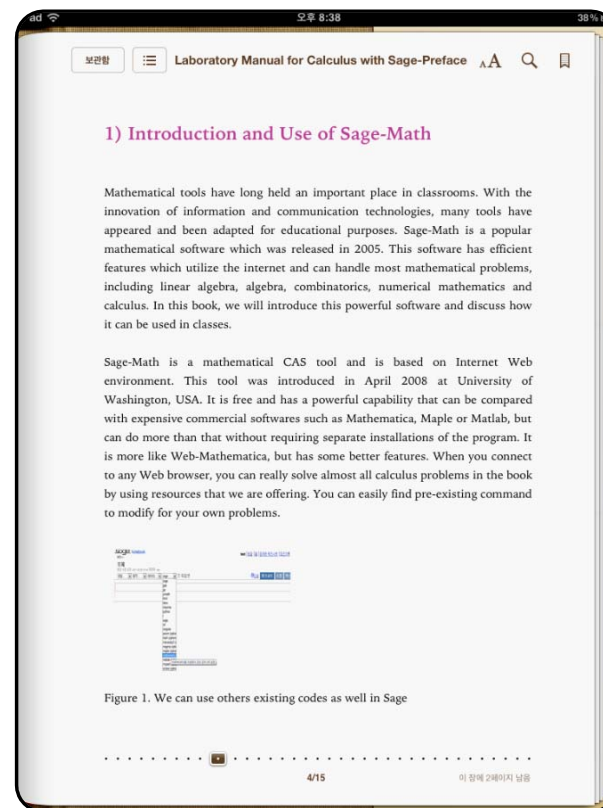 ad 오후 8:38 38%
보관함 Laboratory Manual for Calculus with Sage-Preface AA
1) Introduction and Use of Sage-Math
Mathematical tools have long held an important place in classrooms. With the
innovation of information and communication technologies, many tools have
appeared and been adapted for educational purposes. Sage-Math is a popular
mathematical software which was released in 2005. This software has efficient
features which utilize the internet and can handle most mathematical problems,
including linear algebra, algebra, combinatorics, numerical mathematics and
calculus. In this book, we will introduce this powerful software and discuss how
it can be used in classes.
Sage-Math is a mathematical CAS tool and is based on Internet Web
environment. This tool was introduced in April 2008 at University of
Washington, USA. It is free and has a powerful capability that can be compared
with expensive commercial softwares such as Mathematica, Maple or Matlab, but
can do more than that without requiring separate installations of the program. It
is more like Web-Mathematica, but has some better features. When you connect
to any Web browser, you can really solve almost all calculus problems in the book
by using resources that we are offering. You can easily find pre-existing command
to modify for your own problems.
sage
Figure 1. We can use others existing codes as well in Sage
4/15 이 장에 2페이지 남음